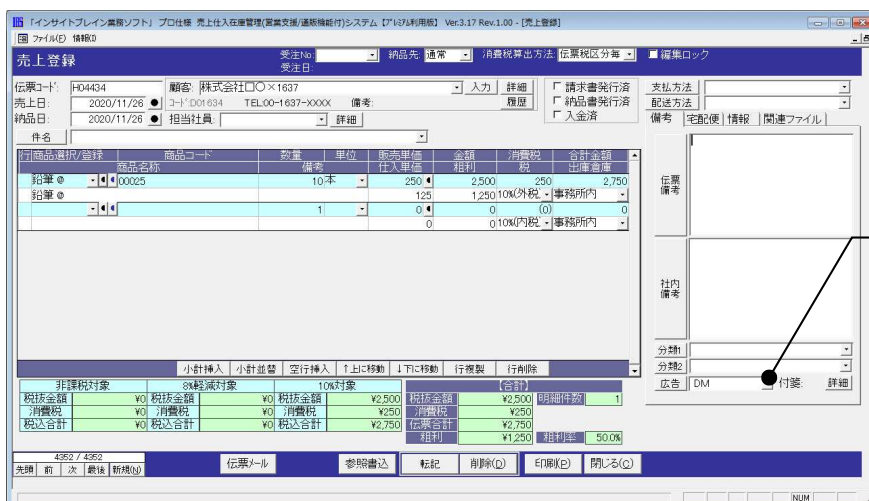 「インサイトブレイン業務ソフト」 プロ仕様 売上仕入在庫管理(営業支援/通販機能付)システム 【プレミアム利用版】 Ver.3.17 Rev.1.00 - [売上登録]
ファイル(F) 情報(X)
売上登録 受注No: 納品先: 通常 消費税算出方法: 伝票税区分毎 編集ロック
受注日:
伝票コード: H04434 顧客: 株式会社□○×1637 入力 詳細 請求書発行済 支払方法
売上日: 2020/11/26 コード:D01634 TEL:00-1637-XXXX 備考: 履歴 納品書発行済 配送方法
納品日: 2020/11/26 担当社員: 詳細 入金済 備考 宅配便 情報 関連ファイル
件名
行 商品選択/登録 商品コード 数量 単位 販売単価 金額 消費税 合計金額
商品名称 備考 仕入単価 粗利 税 出庫倉庫
鉛筆@ 00025 10 本 250 2,500 250 2,750
鉛筆@ 125 1,250 10%(外税 事務所内
1 0 0 (0) 0
0 0 10%(内税 事務所内
伝票備考
社内備考
小計挿入 小計並替 空行挿入 ↑上に移動 ↓下に移動 行複製 行削除
分類1
分類2
広告 DM 付箋: 詳細
非課税対象 8%軽減対象 10%対象 【合計】
税抜金額 ¥0 税抜金額 ¥0 税抜金額 ¥2,500 税抜金額 ¥2,500 明細件数 1
消費税 ¥0 消費税 ¥0 消費税 ¥250 消費税 ¥250
税込合計 ¥0 税込合計 ¥0 税込合計 ¥2,750 伝票合計 ¥2,750
粗利 ¥1,250 粗利率 50.0%
4352 / 4352
先頭 前 次 最後 新規(N) 伝票メール 参照書込 転記 削除(D) 印刷(P) 閉じる(C)
NUM